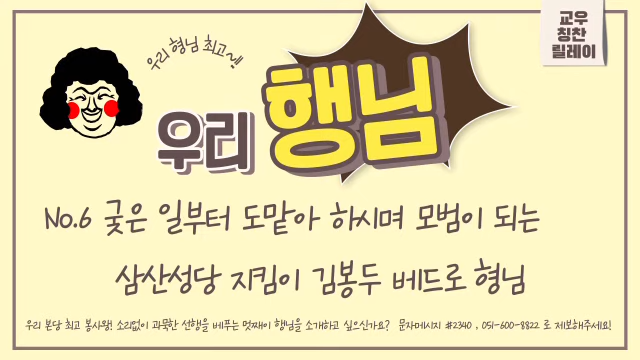 교우
칭찬
릴레이
우리 형님 최고~!
우리 행님
No.6 궂은 일부터 도맡아 하시며 모범이 되는
삼산성당 지킴이 김봉두 베드로 형님
우리 본당 최고 봉사왕! 소리없이 과묵한 선행을 베푸는 멋째이 행님을 소개하고 싶으신가요? 문자메시지 #2340 , 051-600-8822 로 제보해주세요!